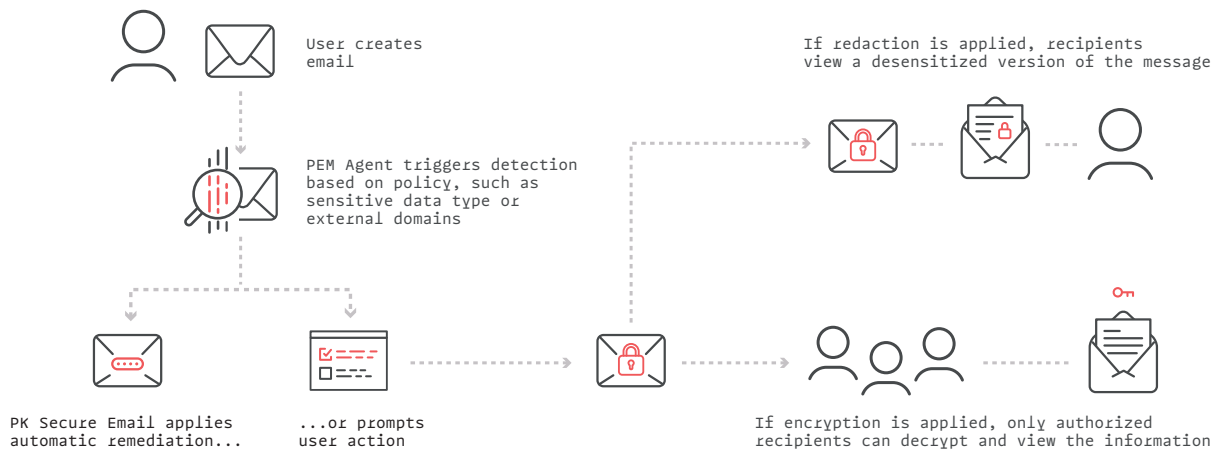 User creates
email
PEM Agent triggers detection
based on policy, such as
sensitive data type or
external domains
PK Secure Email applies
automatic remediation...
...or prompts
user action
If redaction is applied, recipients
view a desensitized version of the message
If encryption is applied, only authorized
recipients can decrypt and view the information